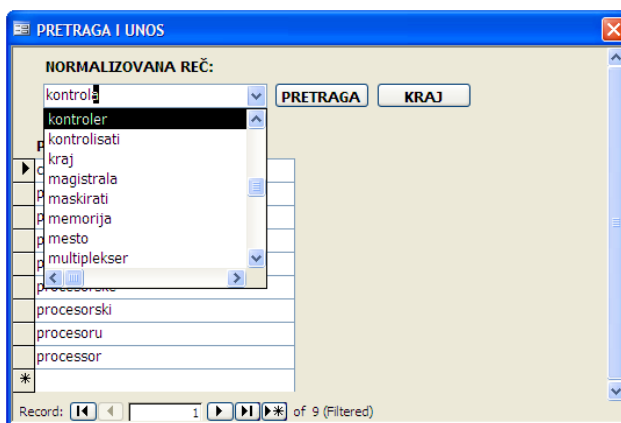 PRETRAGA I UNOS
NORMALIZOVANA REČ:
kontrola
PRETRAGA
KRAJ
kontroler
kontrolisati
kraj
magistrala
maskirati
memorija
mesto
multiplekser
procesorski
procesoru
processor
Record: 1 of 9 (Filtered)